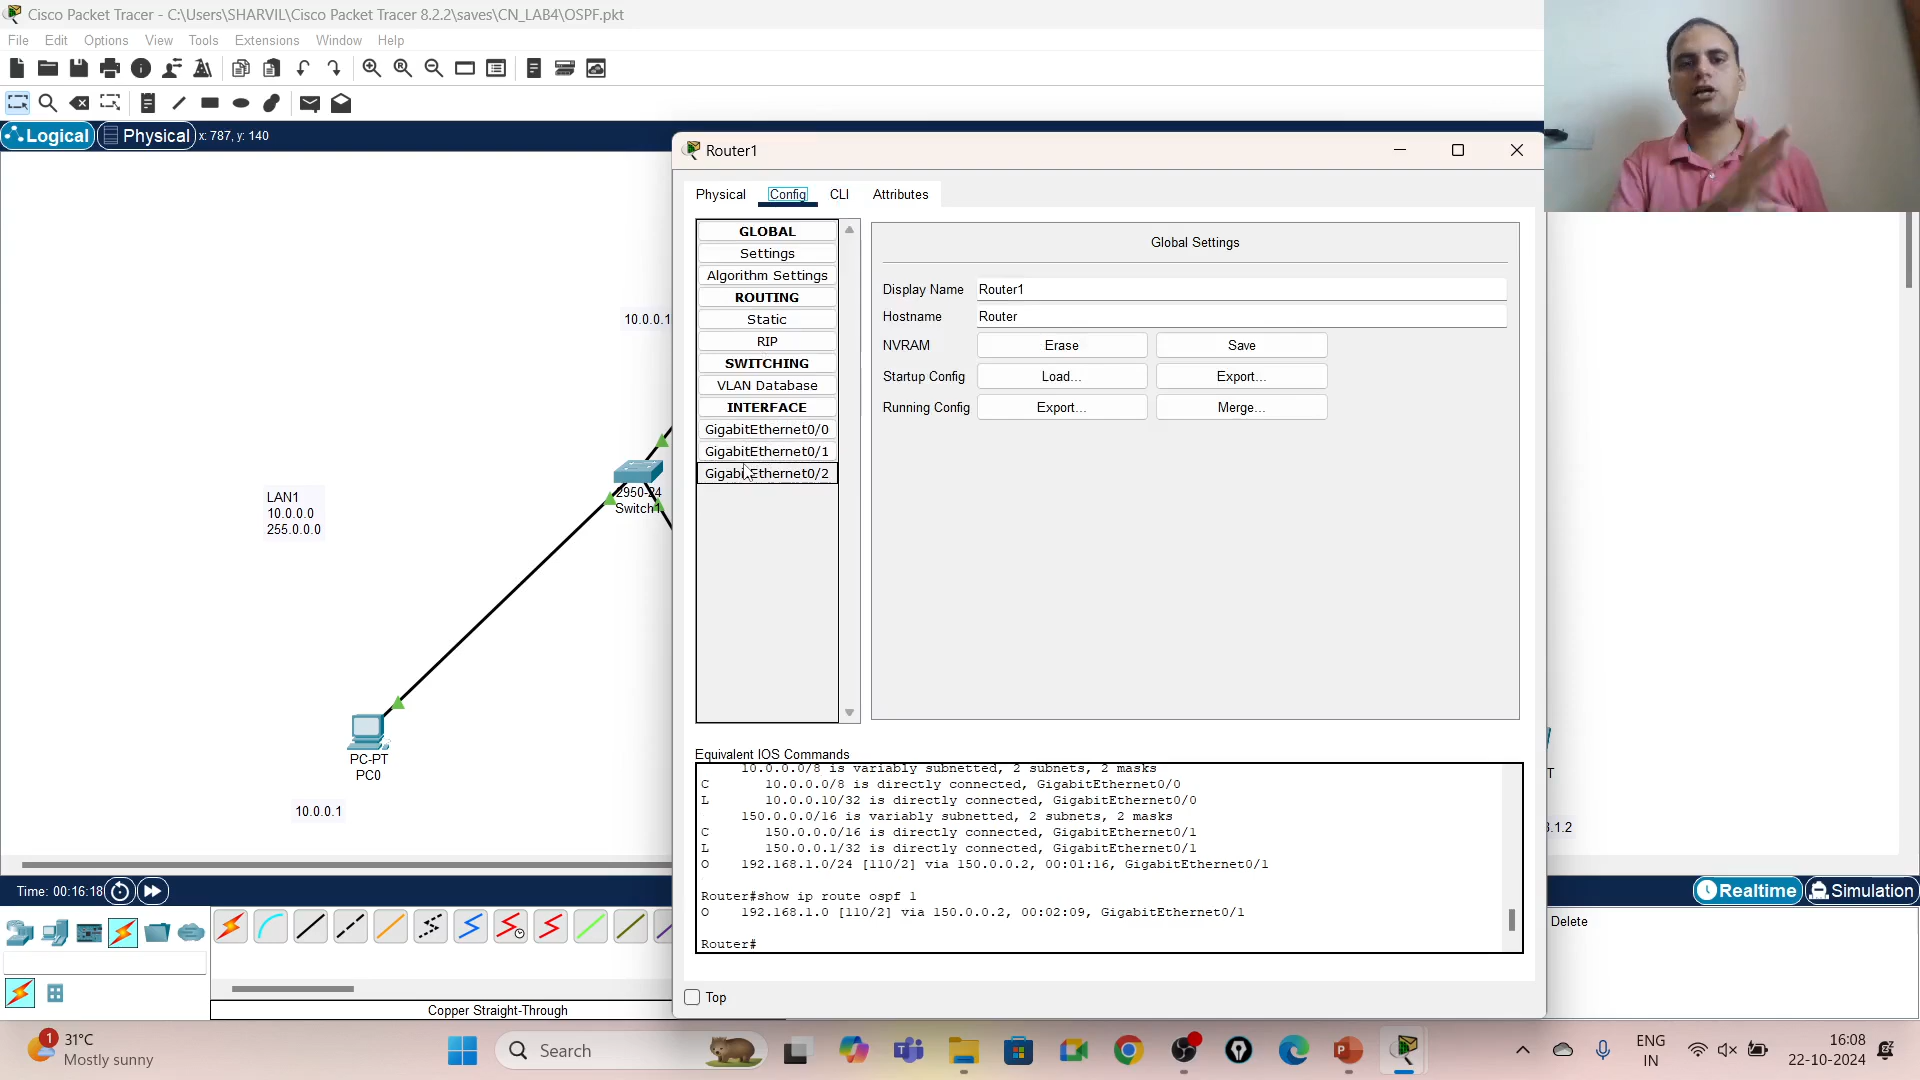 Cisco Packet Tracer - C:\Users\SHARVIL\Cisco Packet Tracer 8.2.2\saves\CN_LAB4\OSPF.pkt
File Edit Options View Tools Extensions Window Help
Logical Physical x: 787, y: 140
Router1
Physical Config CLI Attributes
GLOBAL
Settings
Algorithm Settings
ROUTING
Static
RIP
SWITCHING
VLAN Database
INTERFACE
GigabitEthernet0/0
GigabitEthernet0/1
GigabitEthernet0/2
Global Settings
Display Name Router1
Hostname Router
NVRAM Erase Save
Startup Config Load... Export...
Running Config Export... Merge...
10.0.0.1
2950-24
Switch1
LAN1
10.0.0.0
255.0.0.0
PC-PT
PC0
10.0.0.1
T
3.1.2
Equivalent IOS Commands
10.0.0.0/8 is variably subnetted, 2 subnets, 2 masks
C 10.0.0.0/8 is directly connected, GigabitEthernet0/0
L 10.0.0.10/32 is directly connected, GigabitEthernet0/0
150.0.0.0/16 is variably subnetted, 2 subnets, 2 masks
C 150.0.0.0/16 is directly connected, GigabitEthernet0/1
L 150.0.0.1/32 is directly connected, GigabitEthernet0/1
O 192.168.1.0/24 [110/2] via 150.0.0.2, 00:01:16, GigabitEthernet0/1
Router#show ip route ospf 1
O 192.168.1.0 [110/2] via 150.0.0.2, 00:02:09, GigabitEthernet0/1
Router#
Top
Time: 00:16:18
Realtime Simulation
Delete
Copper Straight-Through
1
31°C
Mostly sunny
Search
ENG
IN
16:08
22-10-2024